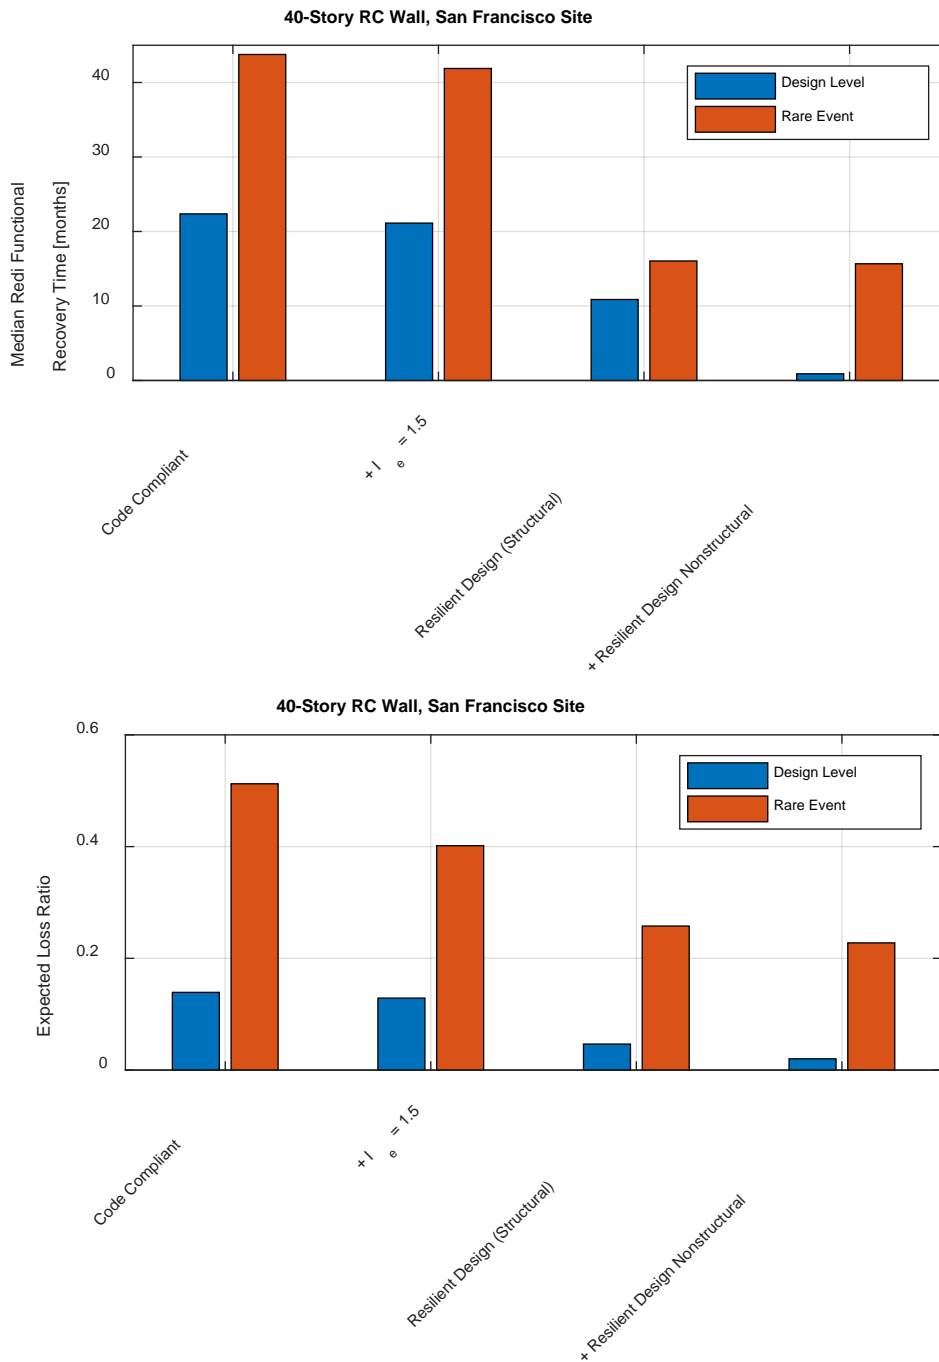 40-Story RC Wall, San Francisco Site
Median Redi Functional
Recovery Time [months]
40
30
20
10
0
Design Level
Rare Event
Code Compliant
+ I e = 1.5
Resilient Design (Structural)
+ Resilient Design Nonstructural
40-Story RC Wall, San Francisco Site
Expected Loss Ratio
0.6
0.4
0.2
0
Design Level
Rare Event
Code Compliant
+ I e = 1.5
Resilient Design (Structural)
+ Resilient Design Nonstructural